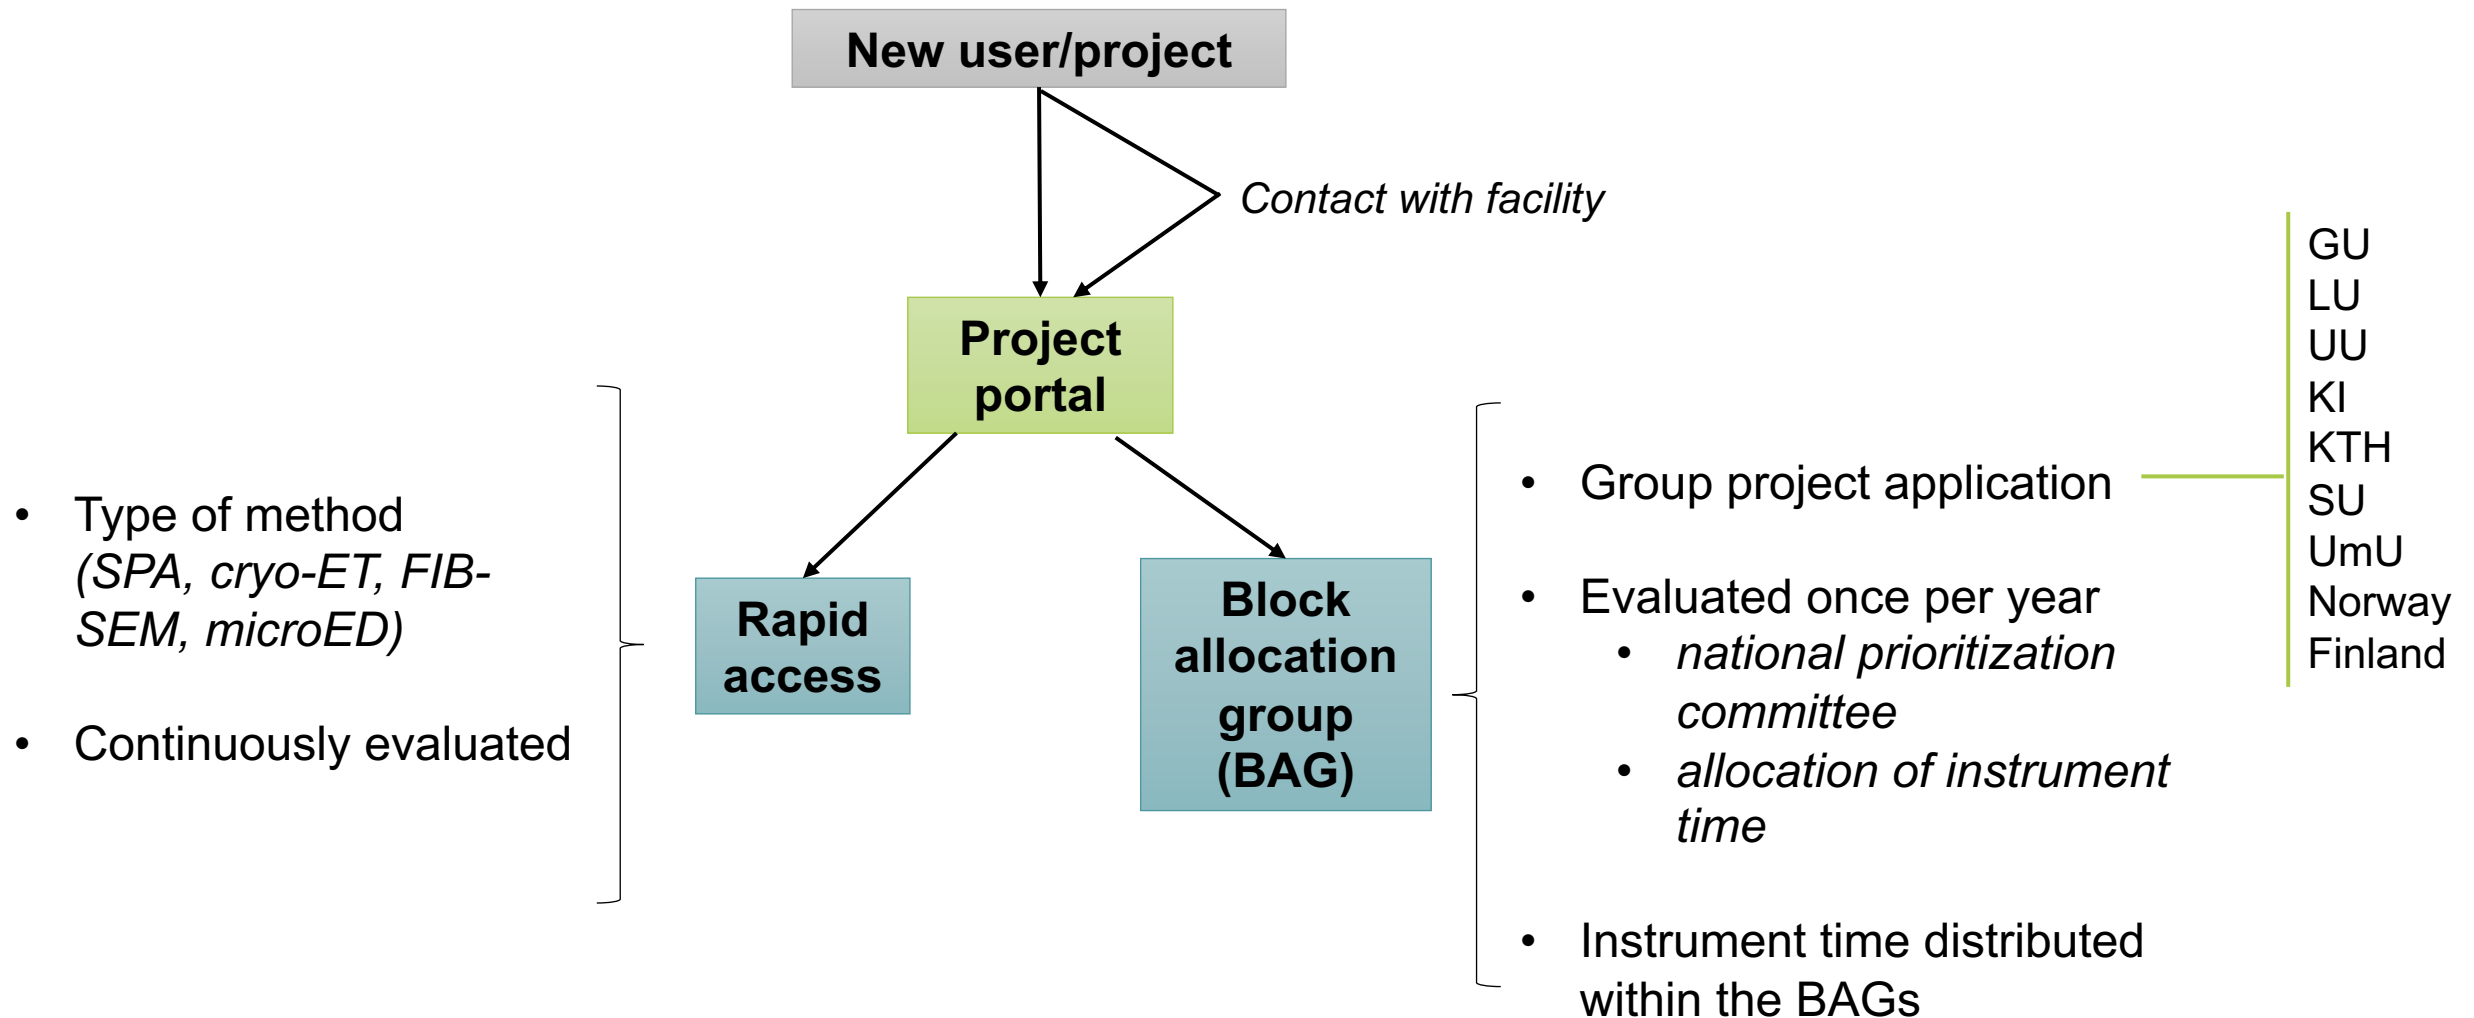 New user/project
Contact with facility
Project
portal
• Type of method
(SPA, cryo-ET, FIB-
SEM, microED)
• Continuously evaluated
Rapid
access
Block
allocation
group
(BAG)
• Group project application
• Evaluated once per year
• national prioritization
committee
• allocation of instrument
time
• Instrument time distributed
within the BAGs
GU
LU
UU
KI
KTH
SU
UmU
Norway
Finland